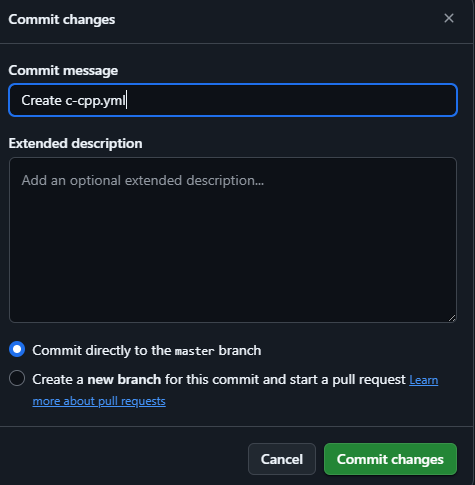 Commit changes
Commit message
Create c-cpp.yml
Extended description
Add an optional extended description...
Commit directly to the master branch
Create a new branch for this commit and start a pull request Learn
more about pull requests
Cancel
Commit changes